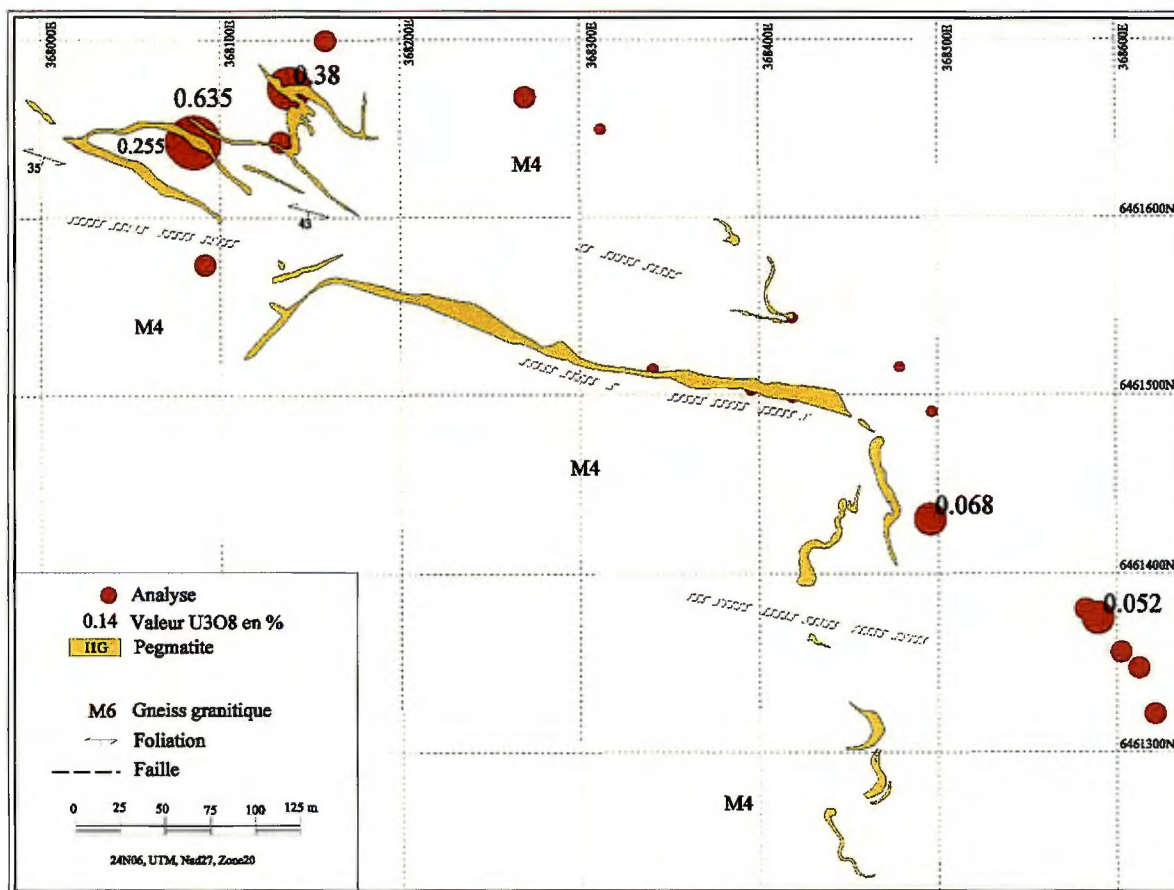 368000E
368100E
368200E
368300E
368400E
368500E
368600E
0.38
0.635
0.255
35
43
M4
6461600N
M4
6461500N
M4
0.068
6461400N
0.052
6461300N
M4
Analyse
0.14 Valeur U3O8 en %
I1G Pegmatite
M6 Gneiss granitique
Foliation
Faille
0 25 50 75 100 125 m
24N06, UTM, Nad27, Zone20